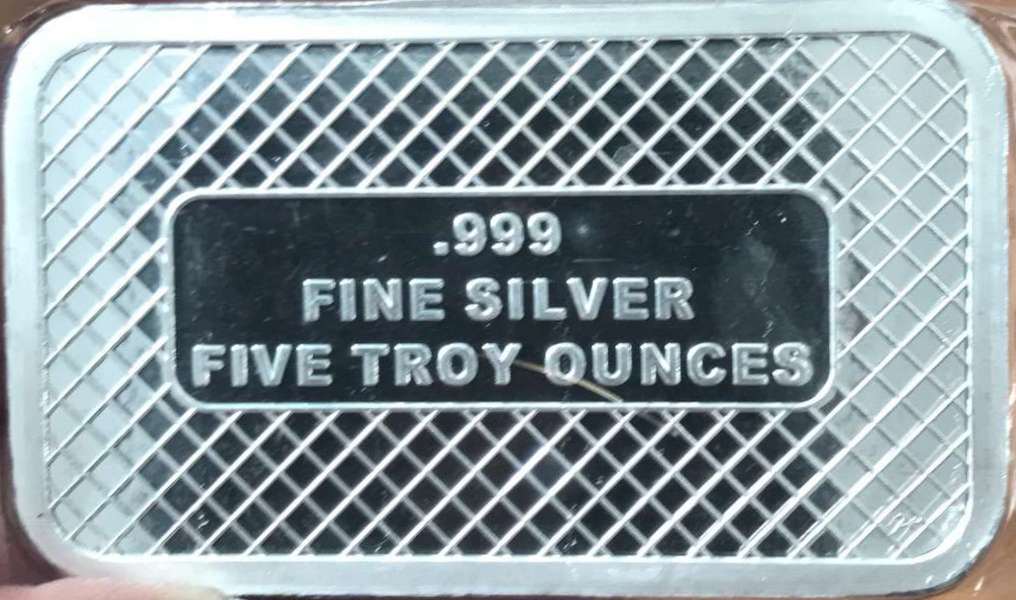 .999
FINE SILVER
FIVE TROY OUNCES